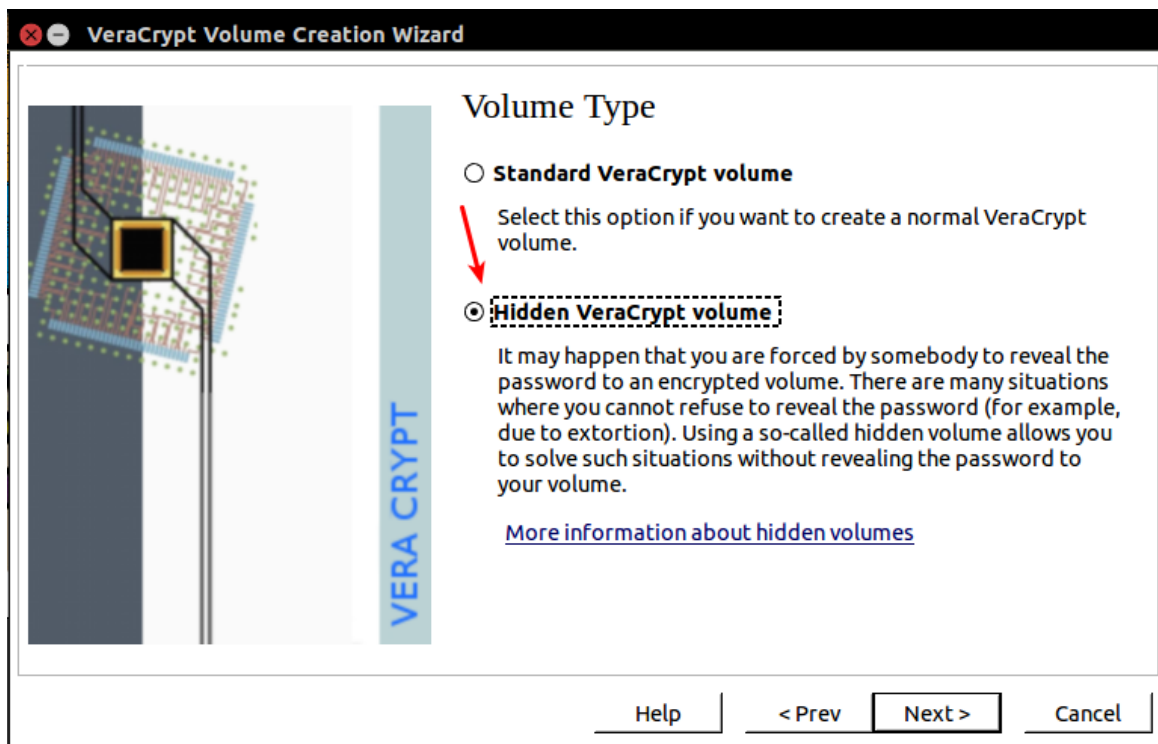 VeraCrypt Volume Creation Wizard
Volume Type
Standard VeraCrypt volume
Select this option if you want to create a normal VeraCrypt
volume.
Hidden VeraCrypt volume
It may happen that you are forced by somebody to reveal the
password to an encrypted volume. There are many situations
where you cannot refuse to reveal the password (for example,
due to extortion). Using a so-called hidden volume allows you
to solve such situations without revealing the password to
your volume.
More information about hidden volumes
VERA CRYPT
Help
< Prev
Next >
Cancel